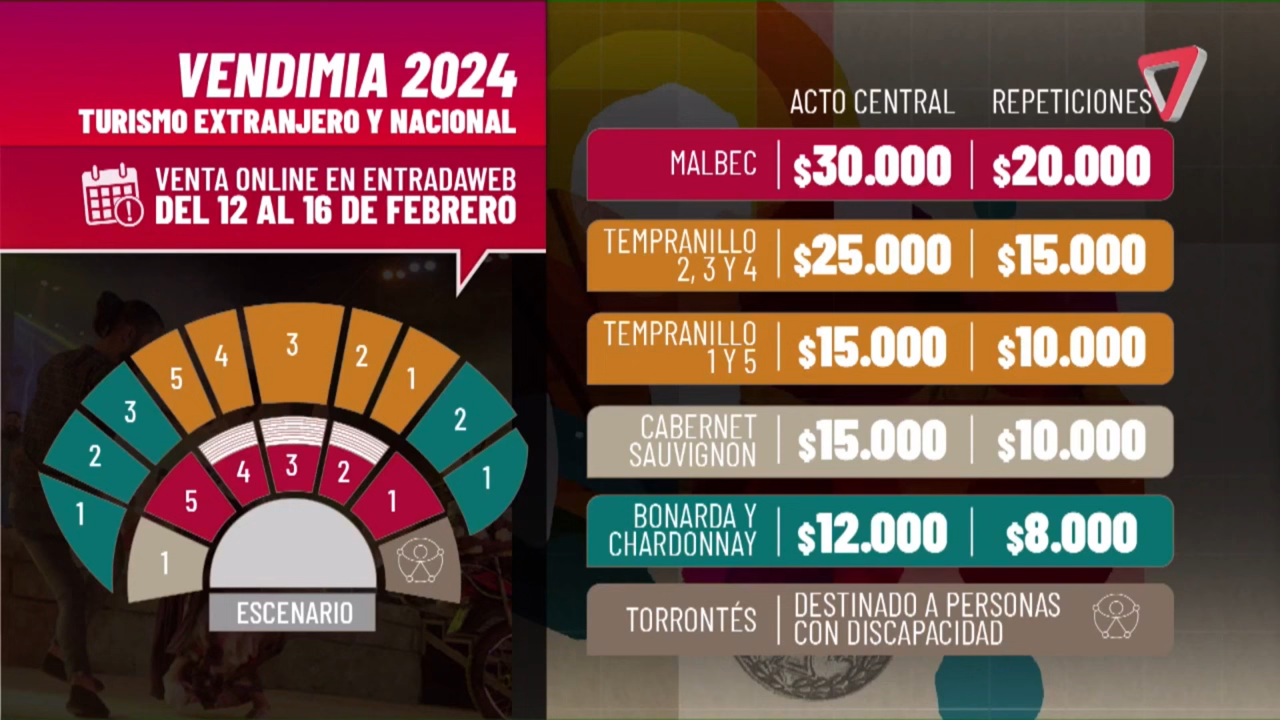 VENDIMIA 2024
TURISMO EXTRANJERO Y NACIONAL
VENTA ONLINE EN ENTRADAWEB
DEL 12 AL 16 DE FEBRERO
3
4
2
5
1
3
2
2
1
1
4
3
2
5
1
1
ESCENARIO
ACTO CENTRAL
REPETICIONES
MALBEC
$30.000
$20.000
TEMPRANILLO
2, 3 Y 4
$25.000
$15.000
TEMPRANILLO
1 Y 5
$15.000
$10.000
CABERNET
SAUVIGNON
$15.000
$10.000
BONARDA Y
CHARDONNAY
$12.000
$8.000
TORRONTÉS
DESTINADO A PERSONAS
CON DISCAPACIDAD